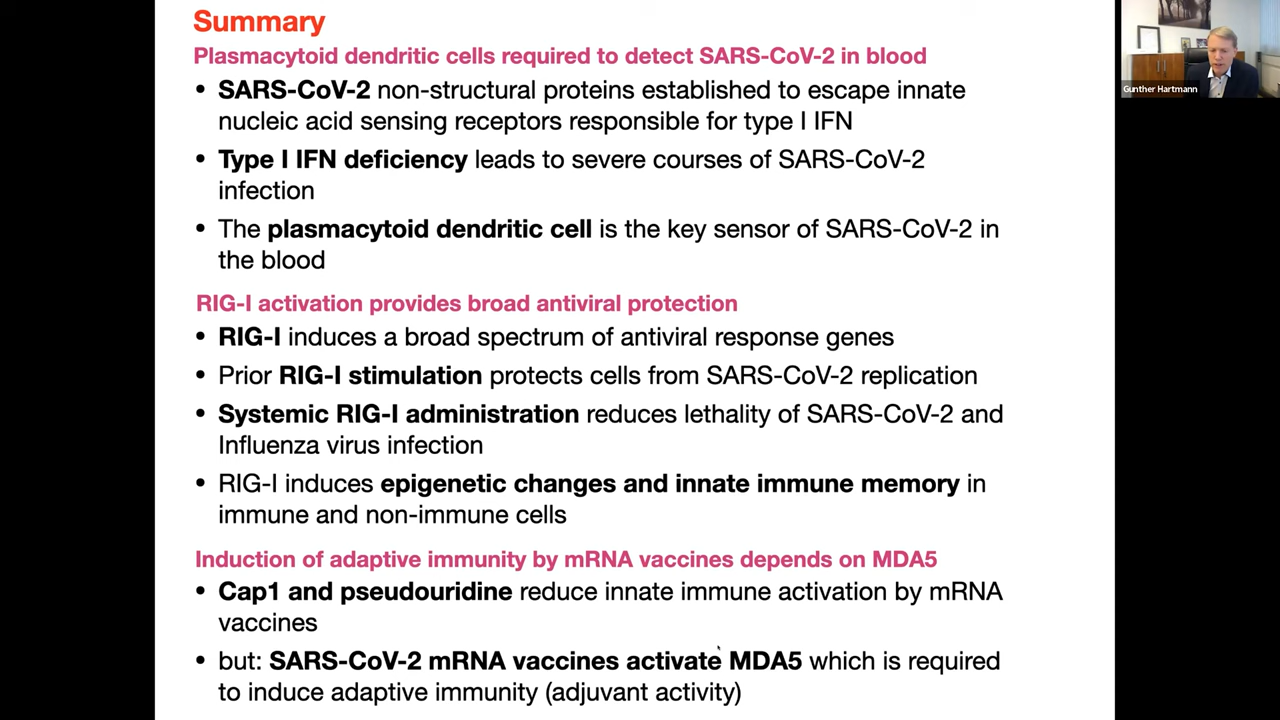 Summary
Plasmacytoid dendritic cells required to detect SARS-CoV-2 in blood
• SARS-CoV-2 non-structural proteins established to escape innate
nucleic acid sensing receptors responsible for type I IFN
• Type I IFN deficiency leads to severe courses of SARS-CoV-2
infection
• The plasmacytoid dendritic cell is the key sensor of SARS-CoV-2 in
the blood
RIG-I activation provides broad antiviral protection
• RIG-I induces a broad spectrum of antiviral response genes
• Prior RIG-I stimulation protects cells from SARS-CoV-2 replication
• Systemic RIG-I administration reduces lethality of SARS-CoV-2 and
Influenza virus infection
• RIG-I induces epigenetic changes and innate immune memory in
immune and non-immune cells
Induction of adaptive immunity by mRNA vaccines depends on MDA5
• Cap1 and pseudouridine reduce innate immune activation by mRNA
vaccines
• but: SARS-CoV-2 mRNA vaccines activate MDA5 which is required
to induce adaptive immunity (adjuvant activity)
Gunther Hartmann